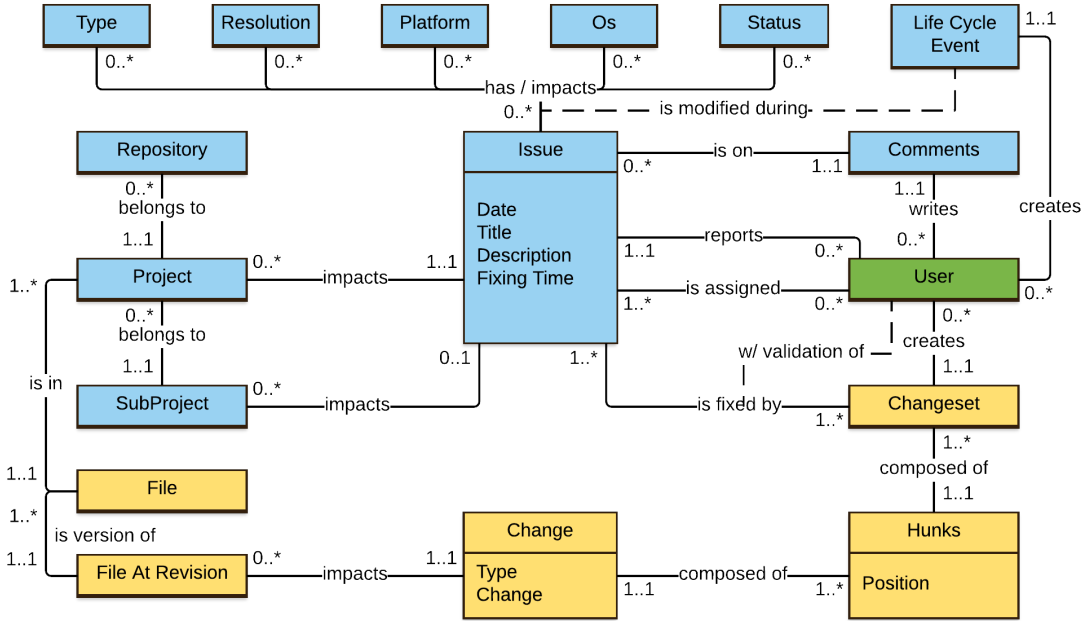 Type
Resolution
Platform
Os
Status
Life Cycle
Event
1..1
0..*
0..*
0..*
0..*
0..*
has / impacts
0..*
is modified during
Repository
Issue
Comments
0..*
is on
1..1
0..*
belongs to
1..1
Date
Title
Description
Fixing Time
1..1
writes
0..*
creates
1..1
reports
0..*
Project
0..*
impacts
1..1
User
1..*
is assigned
0..*
0..*
1..*
0..*
belongs to
1..1
0..*
creates
1..1
0..1
1..*
w/ validation of
is in
SubProject
0..*
impacts
is fixed by
1..*
Changeset
1..*
composed of
1..1
1..1
File
1..*
is version of
1..1
File At Revision
0..*
impacts
1..1
Change
Type
Change
1..1
composed of
1..*
Hunks
Position